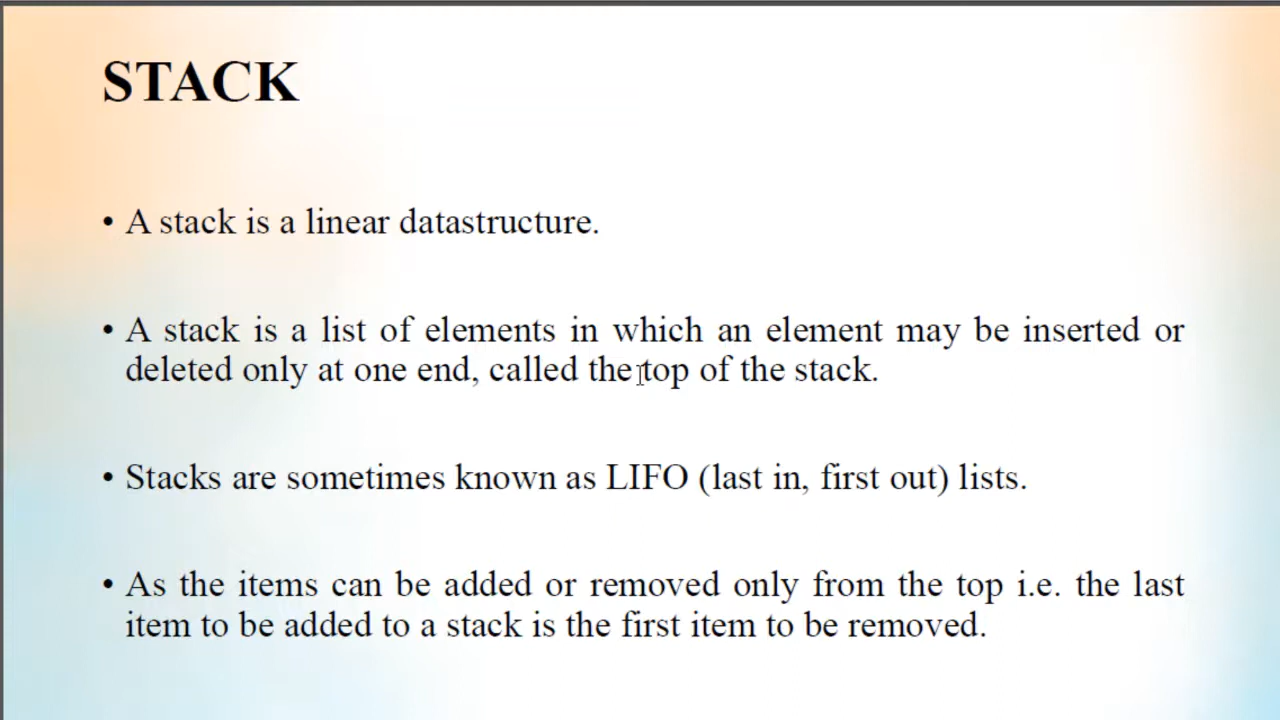 STACK
• A stack is a linear datastructure.
• A stack is a list of elements in which an element may be inserted or
deleted only at one end, called the top of the stack.
• Stacks are sometimes known as LIFO (last in, first out) lists.
• As the items can be added or removed only from the top i.e. the last
item to be added to a stack is the first item to be removed.